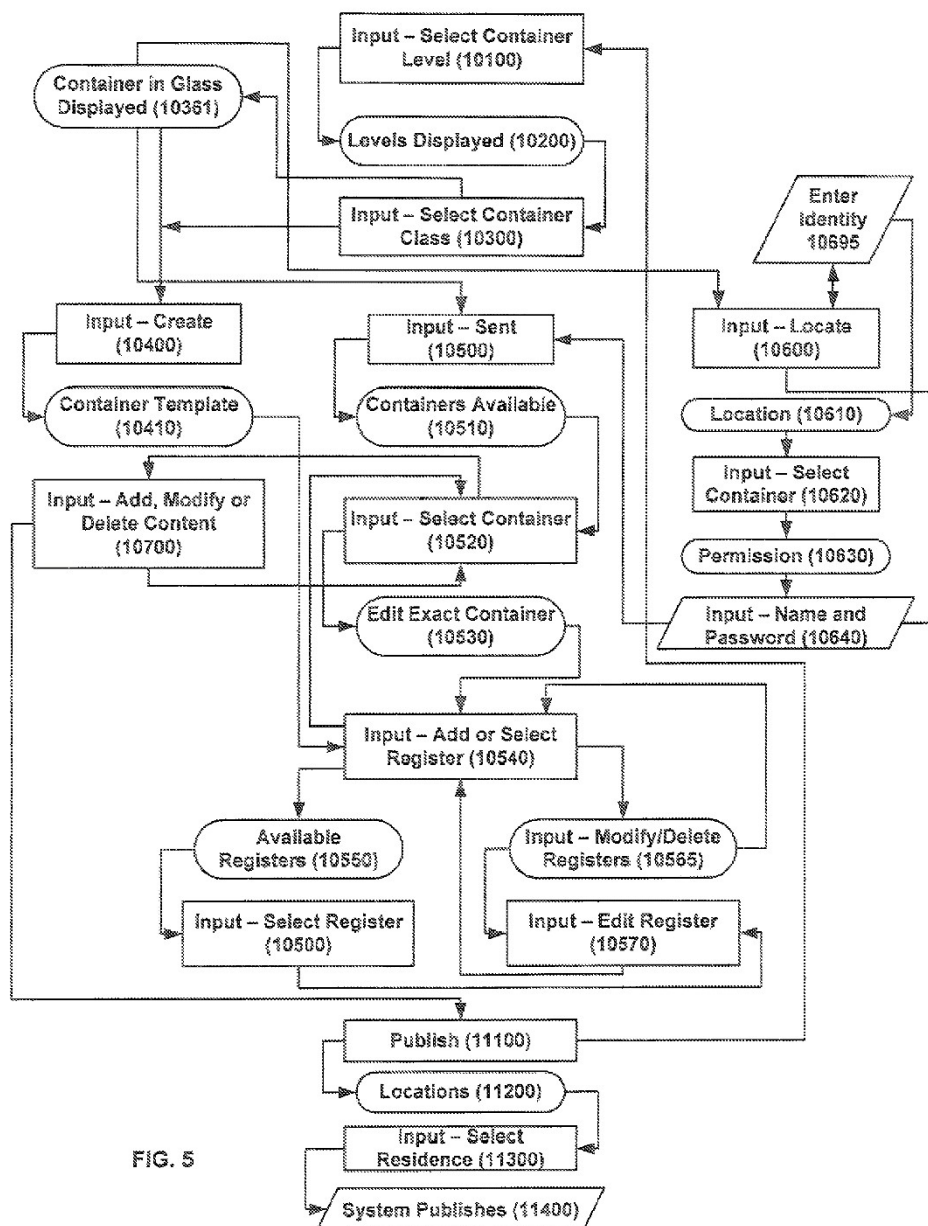 Input – Select Container
Level (10100)
Container in Glass
Displayed (10361)
Levels Displayed (10200)
Input – Select Container
Class (10300)
Enter
Identity
10695
Input – Create
(10400)
Input – Sent
(10500)
Input – Locate
(10600)
Container Template
(10410)
Containers Available
(10510)
Location (10610)
Input – Select
Container (10620)
Input – Add, Modify or
Delete Content
(10700)
Input – Select Container
(10520)
Permission (10630)
Edit Exact Container
(10530)
Input – Name and
Password (10640)
Input – Add or Select
Register (10540)
Available
Registers (10550)
Input – Modify/Delete
Registers (10565)
Input – Select Register
(10500)
Input – Edit Register
(10570)
Publish (11100)
Locations (11200)
Input – Select
Residence (11300)
System Publishes (11400)
FIG. 5